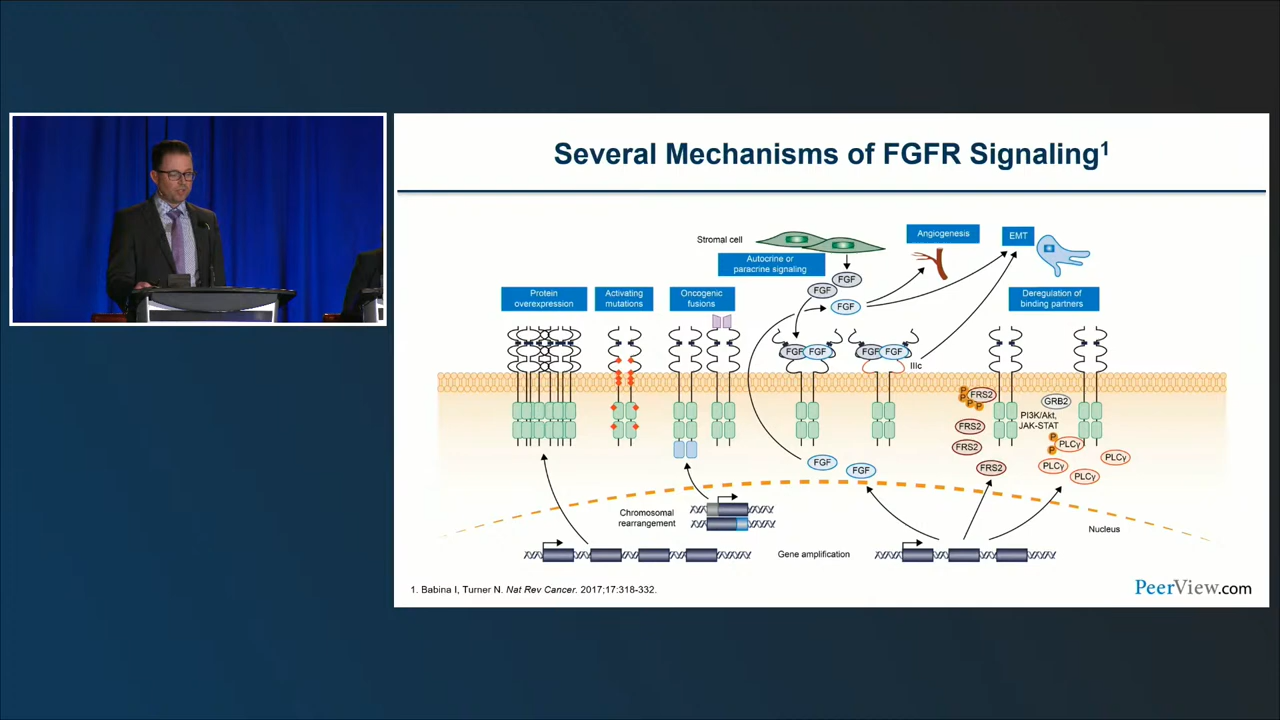 Several Mechanisms of FGFR Signaling1
Stromal cell
Angiogenesis
EMT
Autocrine or
paracrine signaling
FGF
FGF
FGF
Protein
overexpression
Activating
mutations
Oncogenic
fusions
Deregulation of
binding partners
FGF FGF
FGF FGF
IIIc
P
P
P
P
FRS2
GRB2
PI3K/Akt,
JAK-STAT
FRS2
P
P
PLCγ
FRS2
PLCγ
PLCγ
PLCγ
FRS2
FGF
FGF
Chromosomal
rearrangement
Nucleus
Gene amplification
1. Babina I, Turner N. Nat Rev Cancer. 2017;17:318-332.
PeerView.com